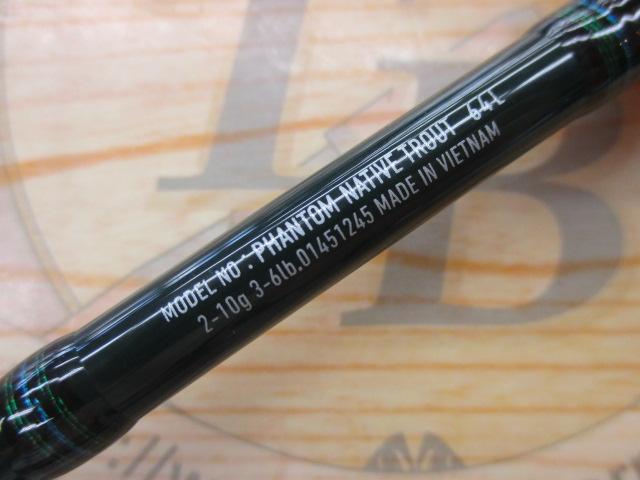 MODEL NO : PHANTOM NATIVE TROUT 64L
2-10g 3-6lb.01451245 MADE IN VIETNAM